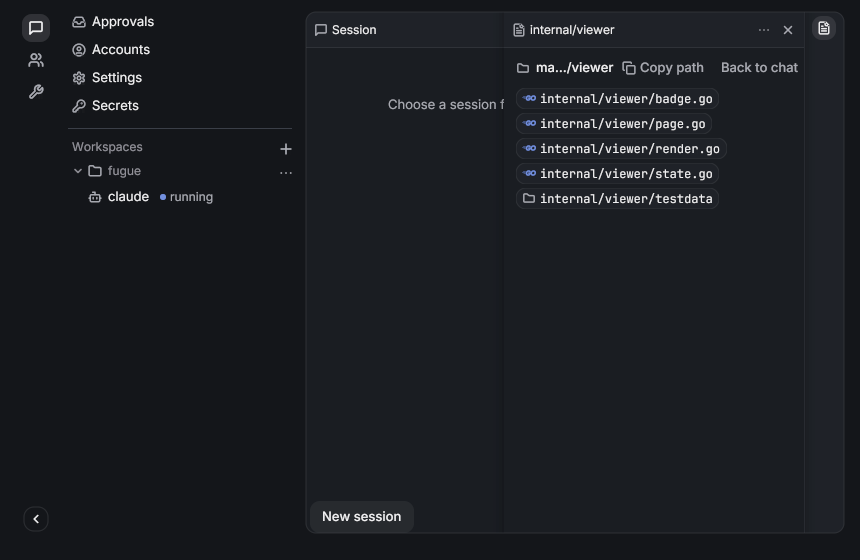 Approvals
Accounts
Settings
Secrets
Workspaces
fugue
claude running
Session
Choose a session f
New session
internal/viewer
ma.../viewer Copy path Back to chat
internal/viewer/badge.go
internal/viewer/page.go
internal/viewer/render.go
internal/viewer/state.go
internal/viewer/testdata